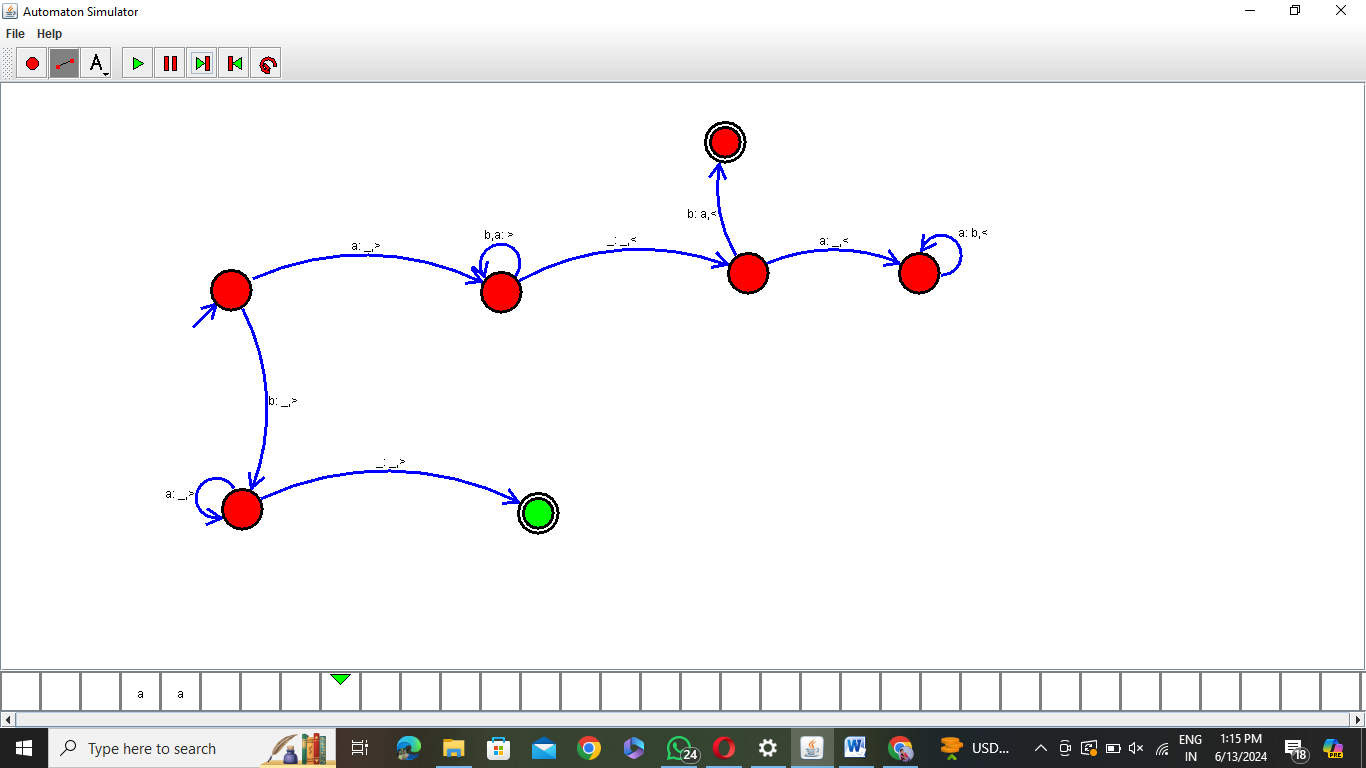 Automaton Simulator
File Help
A
b: a,<
a: _,>
b,a: >
_: _,<
a: _,<
a: b,<
b: _,>
a: _,>
_: _,>
a a
Type here to search
24
W
USD...
ENG
IN
1:15 PM
6/13/2024
18
PRE